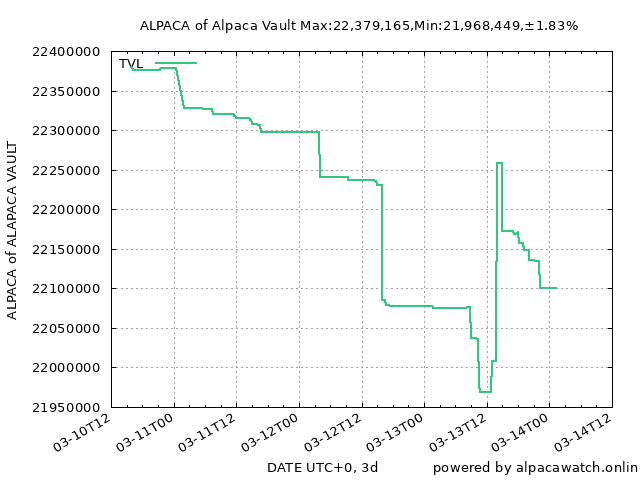 ALPACA of Alpaca Vault Max:22,379,165,Min:21,968,449,±1.83%
TVL
22400000
22350000
22300000
22250000
22200000
22150000
22100000
22050000
22000000
21950000
ALPACA of ALAPACA VAULT
03-10T12
03-11T00
03-11T12
03-12T00
03-12T12
03-13T00
03-13T12
03-14T00
03-14T12
DATE UTC+0, 3d
powered by alpacawatch.onlin